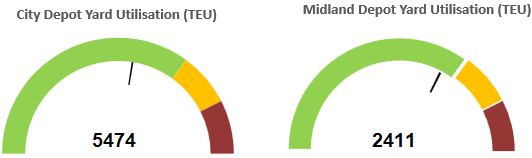 City Depot Yard Utilisation (TEU)
5474
Midland Depot Yard Utilisation (TEU)
2411